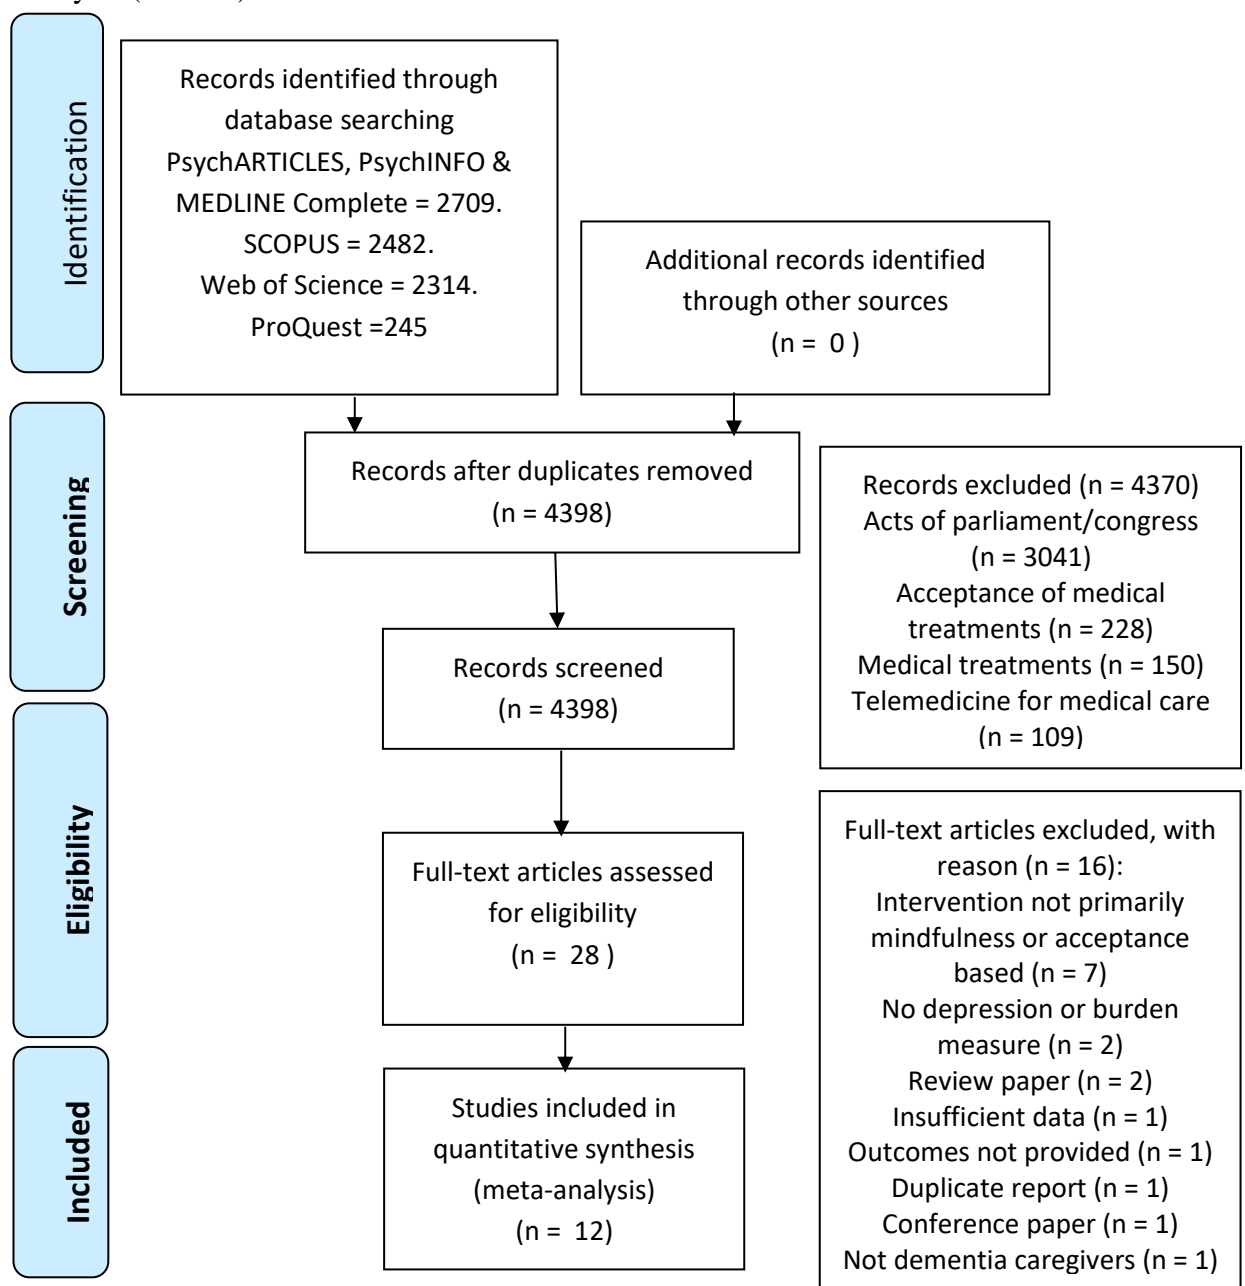 Identification
Records identified through
database searching
PsychARTICLES, PsychINFO &
MEDLINE Complete = 2709.
SCOPUS = 2482.
Web of Science = 2314.
ProQuest =245
Additional records identified
through other sources
(n = 0 )
Screening
Records after duplicates removed
(n = 4398)
Records screened
(n = 4398)
Records excluded (n = 4370)
Acts of parliament/congress
(n = 3041)
Acceptance of medical
treatments (n = 228)
Medical treatments (n = 150)
Telemedicine for medical care
(n = 109)
Eligibility
Full-text articles assessed
for eligibility
(n = 28 )
Full-text articles excluded, with
reason (n = 16):
Intervention not primarily
mindfulness or acceptance
based (n = 7)
No depression or burden
measure (n = 2)
Review paper (n = 2)
Insufficient data (n = 1)
Outcomes not provided (n = 1)
Duplicate report (n = 1)
Conference paper (n = 1)
Not dementia caregivers (n = 1)
Included
Studies included in
quantitative synthesis
(meta-analysis)
(n = 12)